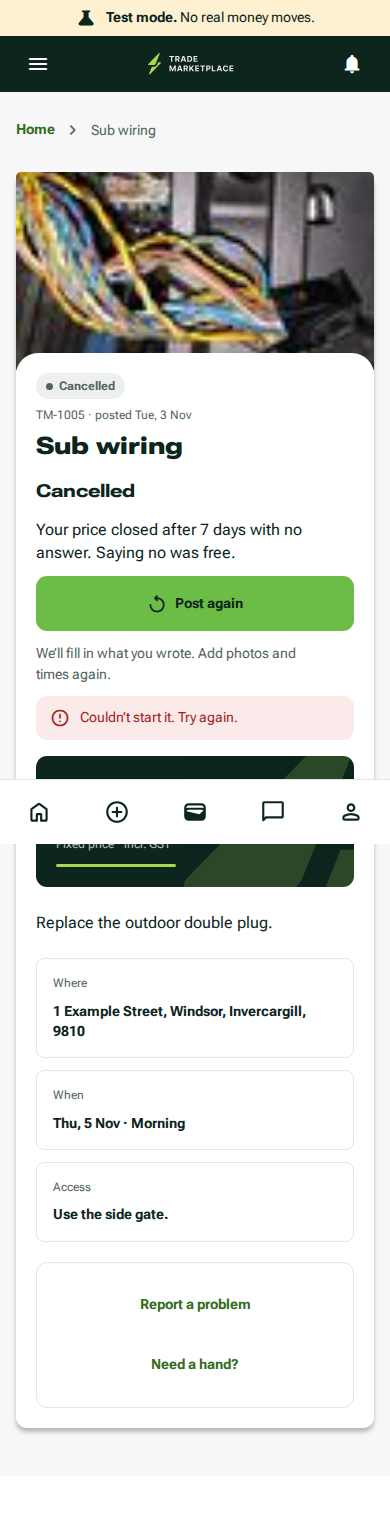 Test mode. No real money moves.
TRADE
MARKETPLACE
Home
Sub wiring
Cancelled
TM-1005 · posted Tue, 3 Nov
Sub wiring
Cancelled
Your price closed after 7 days with no
answer. Saying no was free.
Post again
We'll fill in what you wrote. Add photos and
times again.
Couldn't start it. Try again.
Fixed price · incl. GST
Replace the outdoor double plug.
Where
1 Example Street, Windsor, Invercargill,
9810
When
Thu, 5 Nov · Morning
Access
Use the side gate.
Report a problem
Need a hand?